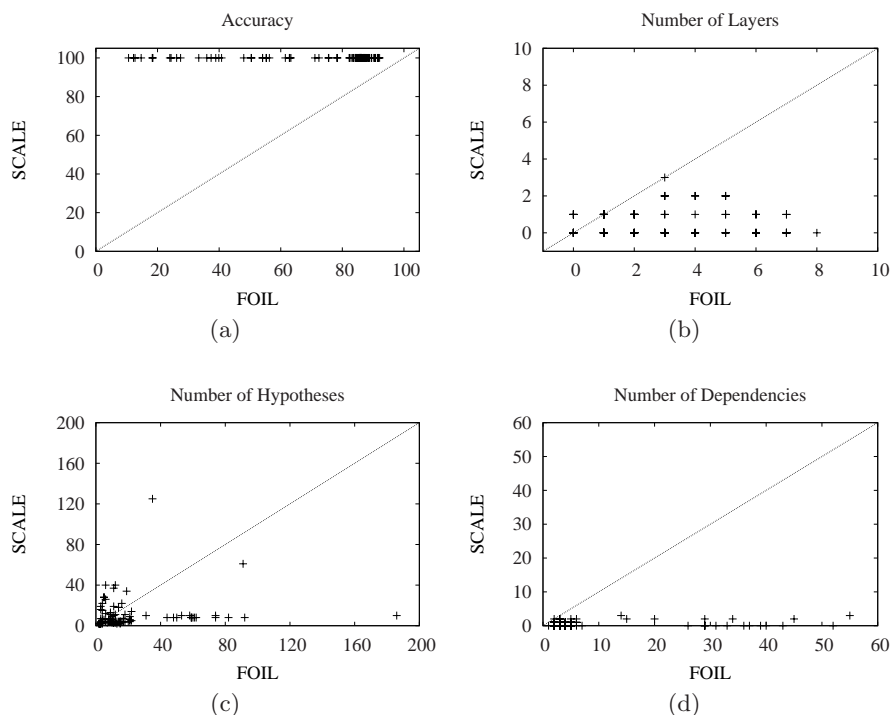 Accuracy
100
80
60
40
20
0
SCALE
0 20 40 60 80 100
FOIL
(a)
Number of Layers
10
8
6
4
2
0
SCALE
0 2 4 6 8 10
FOIL
(b)
Number of Hypotheses
200
160
120
80
40
0
SCALE
0 40 80 120 160 200
FOIL
(c)
Number of Dependencies
60
50
40
30
20
10
0
SCALE
0 10 20 30 40 50 60
FOIL
(d)